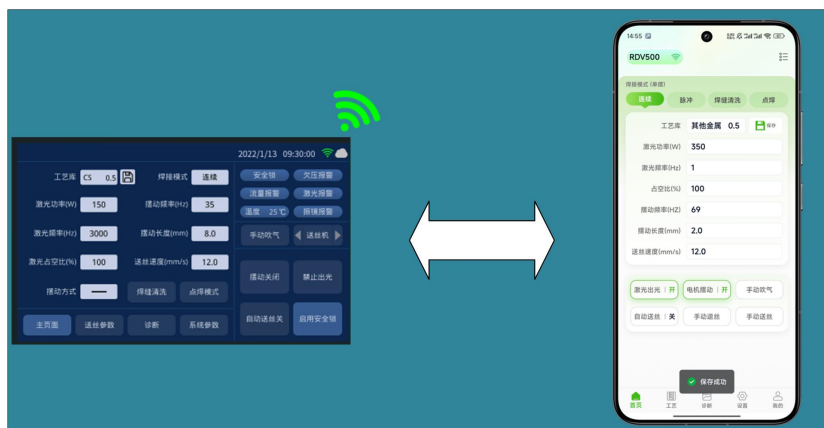 2022/1/13 09:30:00
工艺库 CS 0.5 焊接模式 连续
安全锁 欠压报警
激光功率(W) 150 摆动频率(Hz) 35
流量报警 激光报警
温度 25℃ 振镜报警
激光频率(Hz) 3000 摆动长度(mm) 8.0
手动吹气 送丝机
激光占空比(%) 100 送丝速度(mm/s) 12.0
摆动关闭 禁止出光
摆动方式 焊缝清洗 点焊模式
自动送丝关 启用安全锁
主页面 送丝参数 诊断 系统参数
14:55
RDV500
焊接模式 (单摆)
连续 脉冲 焊缝清洗 点焊
工艺库 其他金属 0.5 保存
激光功率(W) 350
激光频率(Hz) 1
占空比(%) 100
摆动频率(HZ) 69
摆动长度(mm) 2.0
送丝速度(mm/s) 12.0
激光出光 | 开 电机摆动 | 开 手动吹气
自动送丝 | 关 手动退丝 手动送丝
保存成功
首页 工艺 诊断 设置 我的